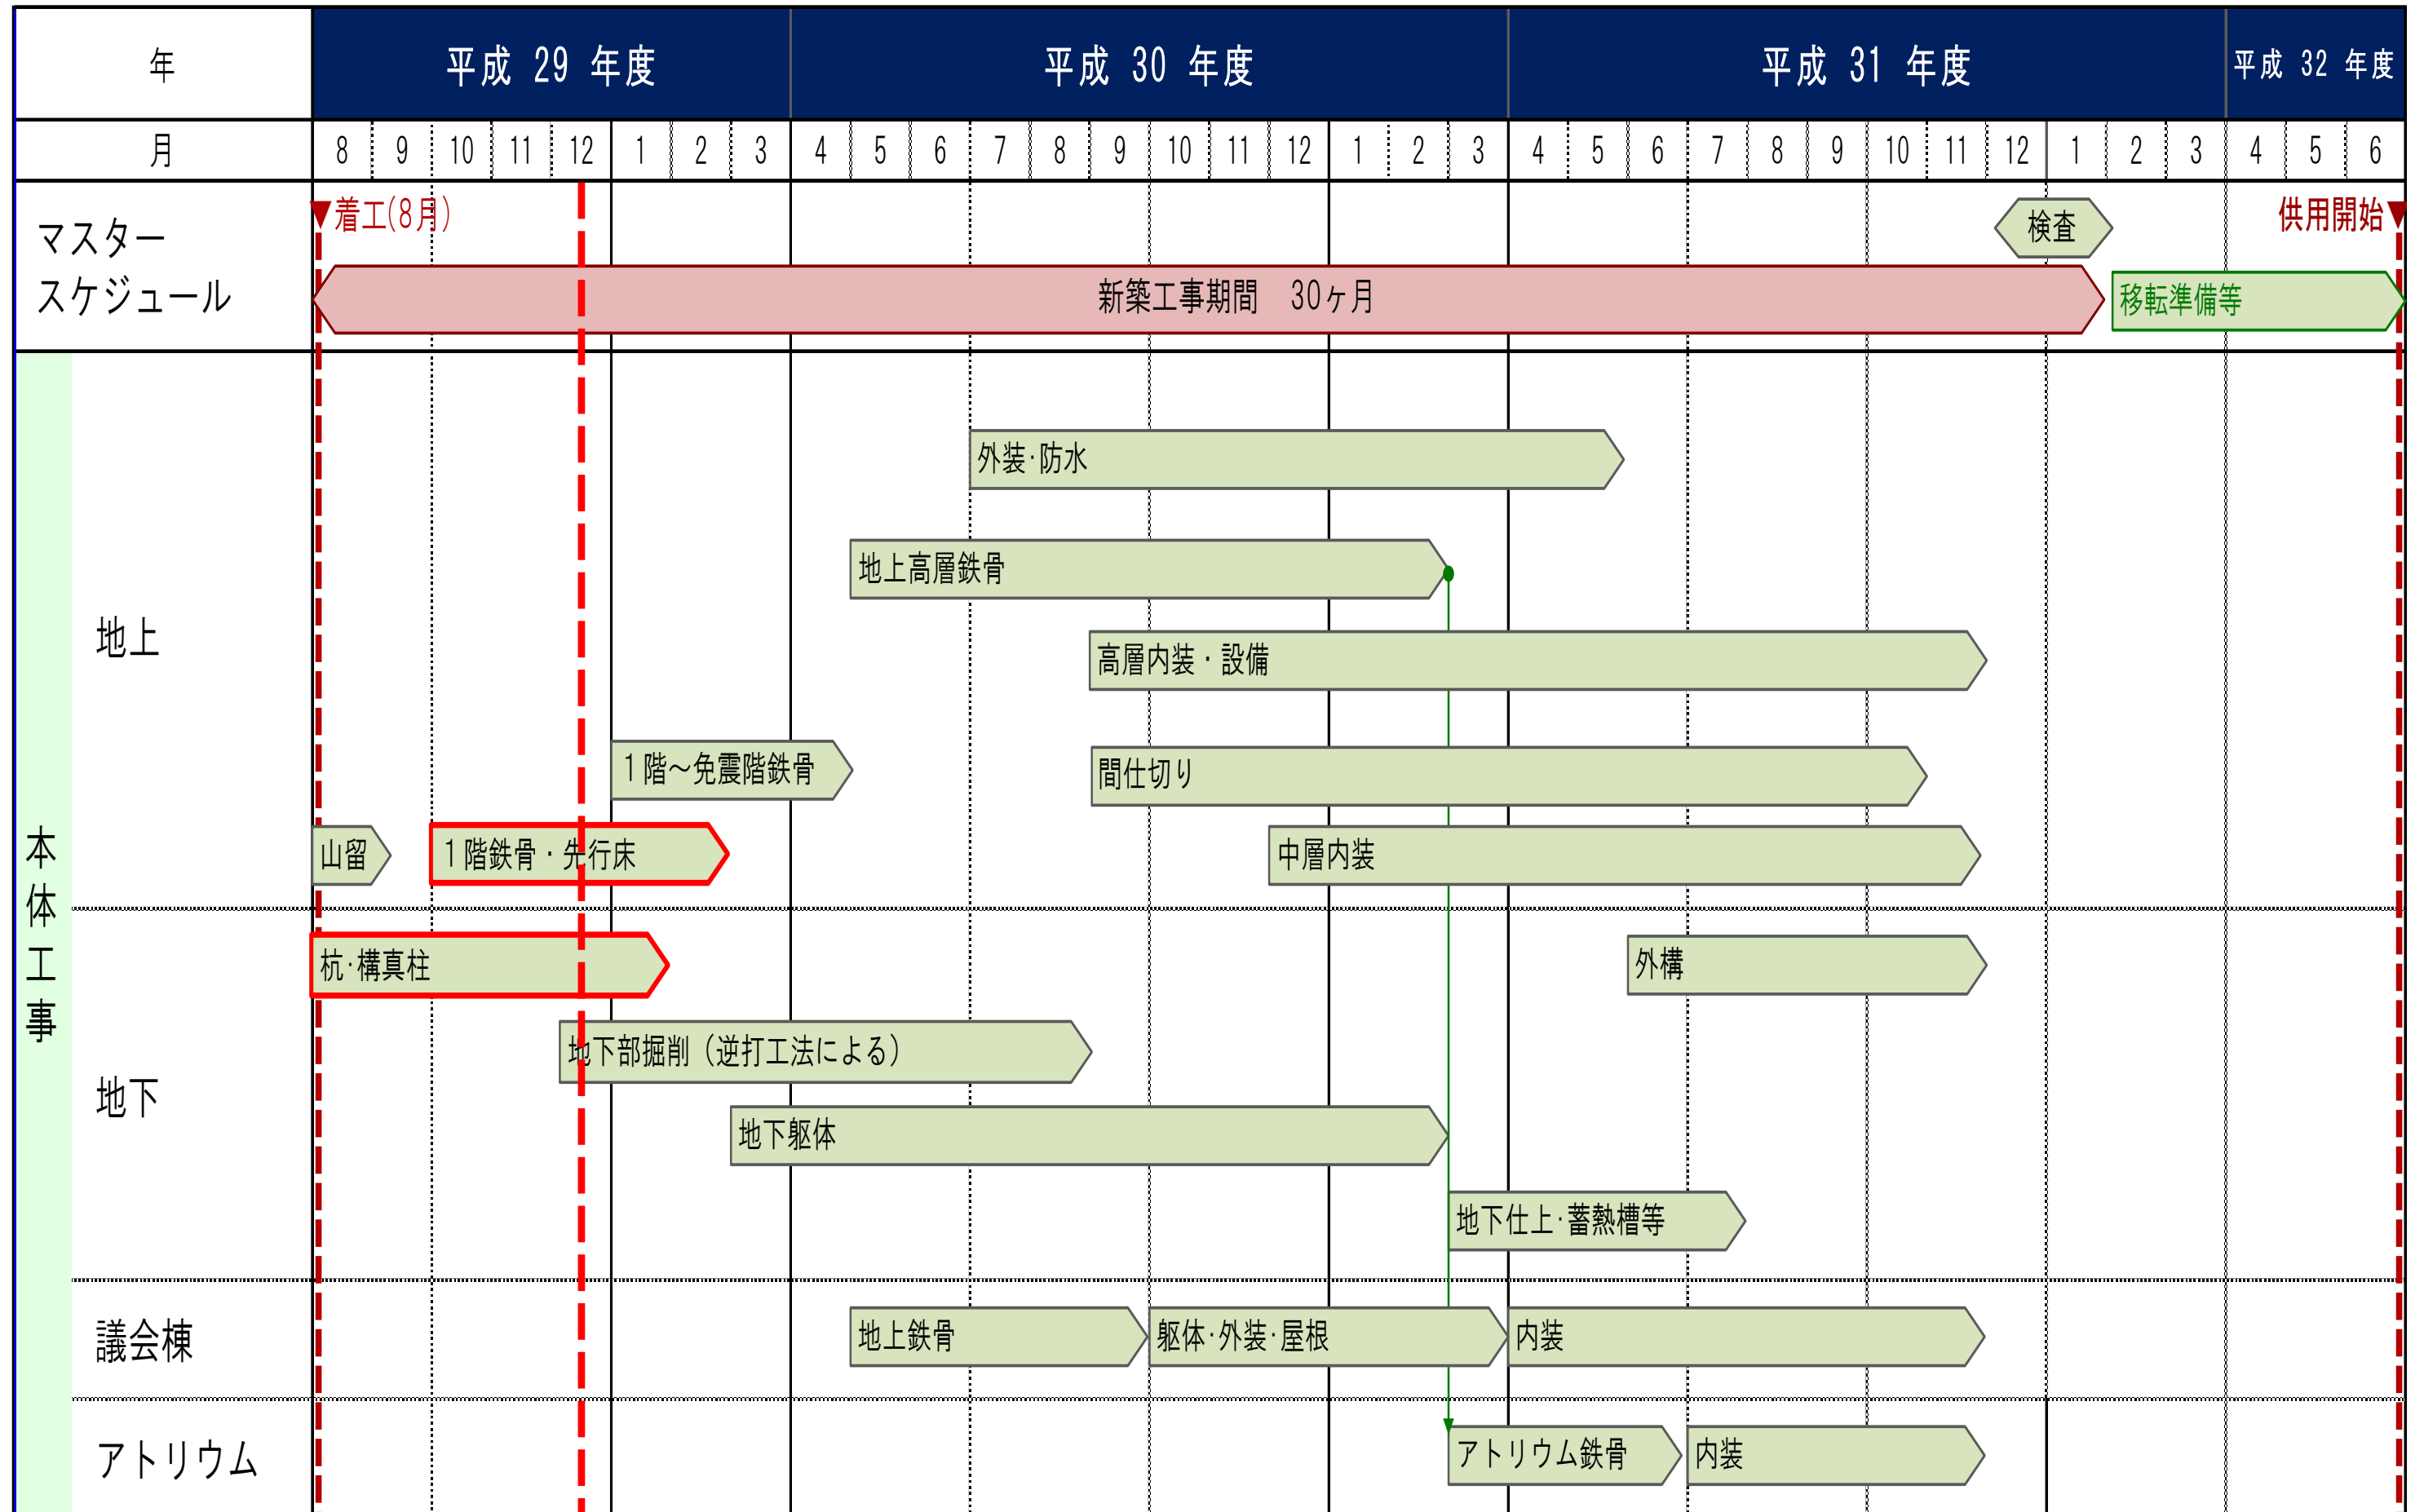 年
平成 29 年度
平成 30 年度
平成 31 年度
平成 32 年度
月
8 9 10 11 12 1 2 3 4 5 6 7 8 9 10 11 12 1 2 3 4 5 6 7 8 9 10 11 12 1 2 3 4 5 6
マスター
スケジュール
▼着工(8月)
検査
供用開始▼
新築工事期間　30ヶ月
移転準備等
本体工事
地上
外装･防水
地上高層鉄骨
高層内装・設備
１階～免震階鉄骨
間仕切り
山留
１階鉄骨・先行床
中層内装
地下
杭･構真柱
外構
地下部掘削（逆打工法による）
地下躯体
地下仕上･蓄熱槽等
議会棟
地上鉄骨
躯体･外装･屋根
内装
アトリウム
アトリウム鉄骨
内装